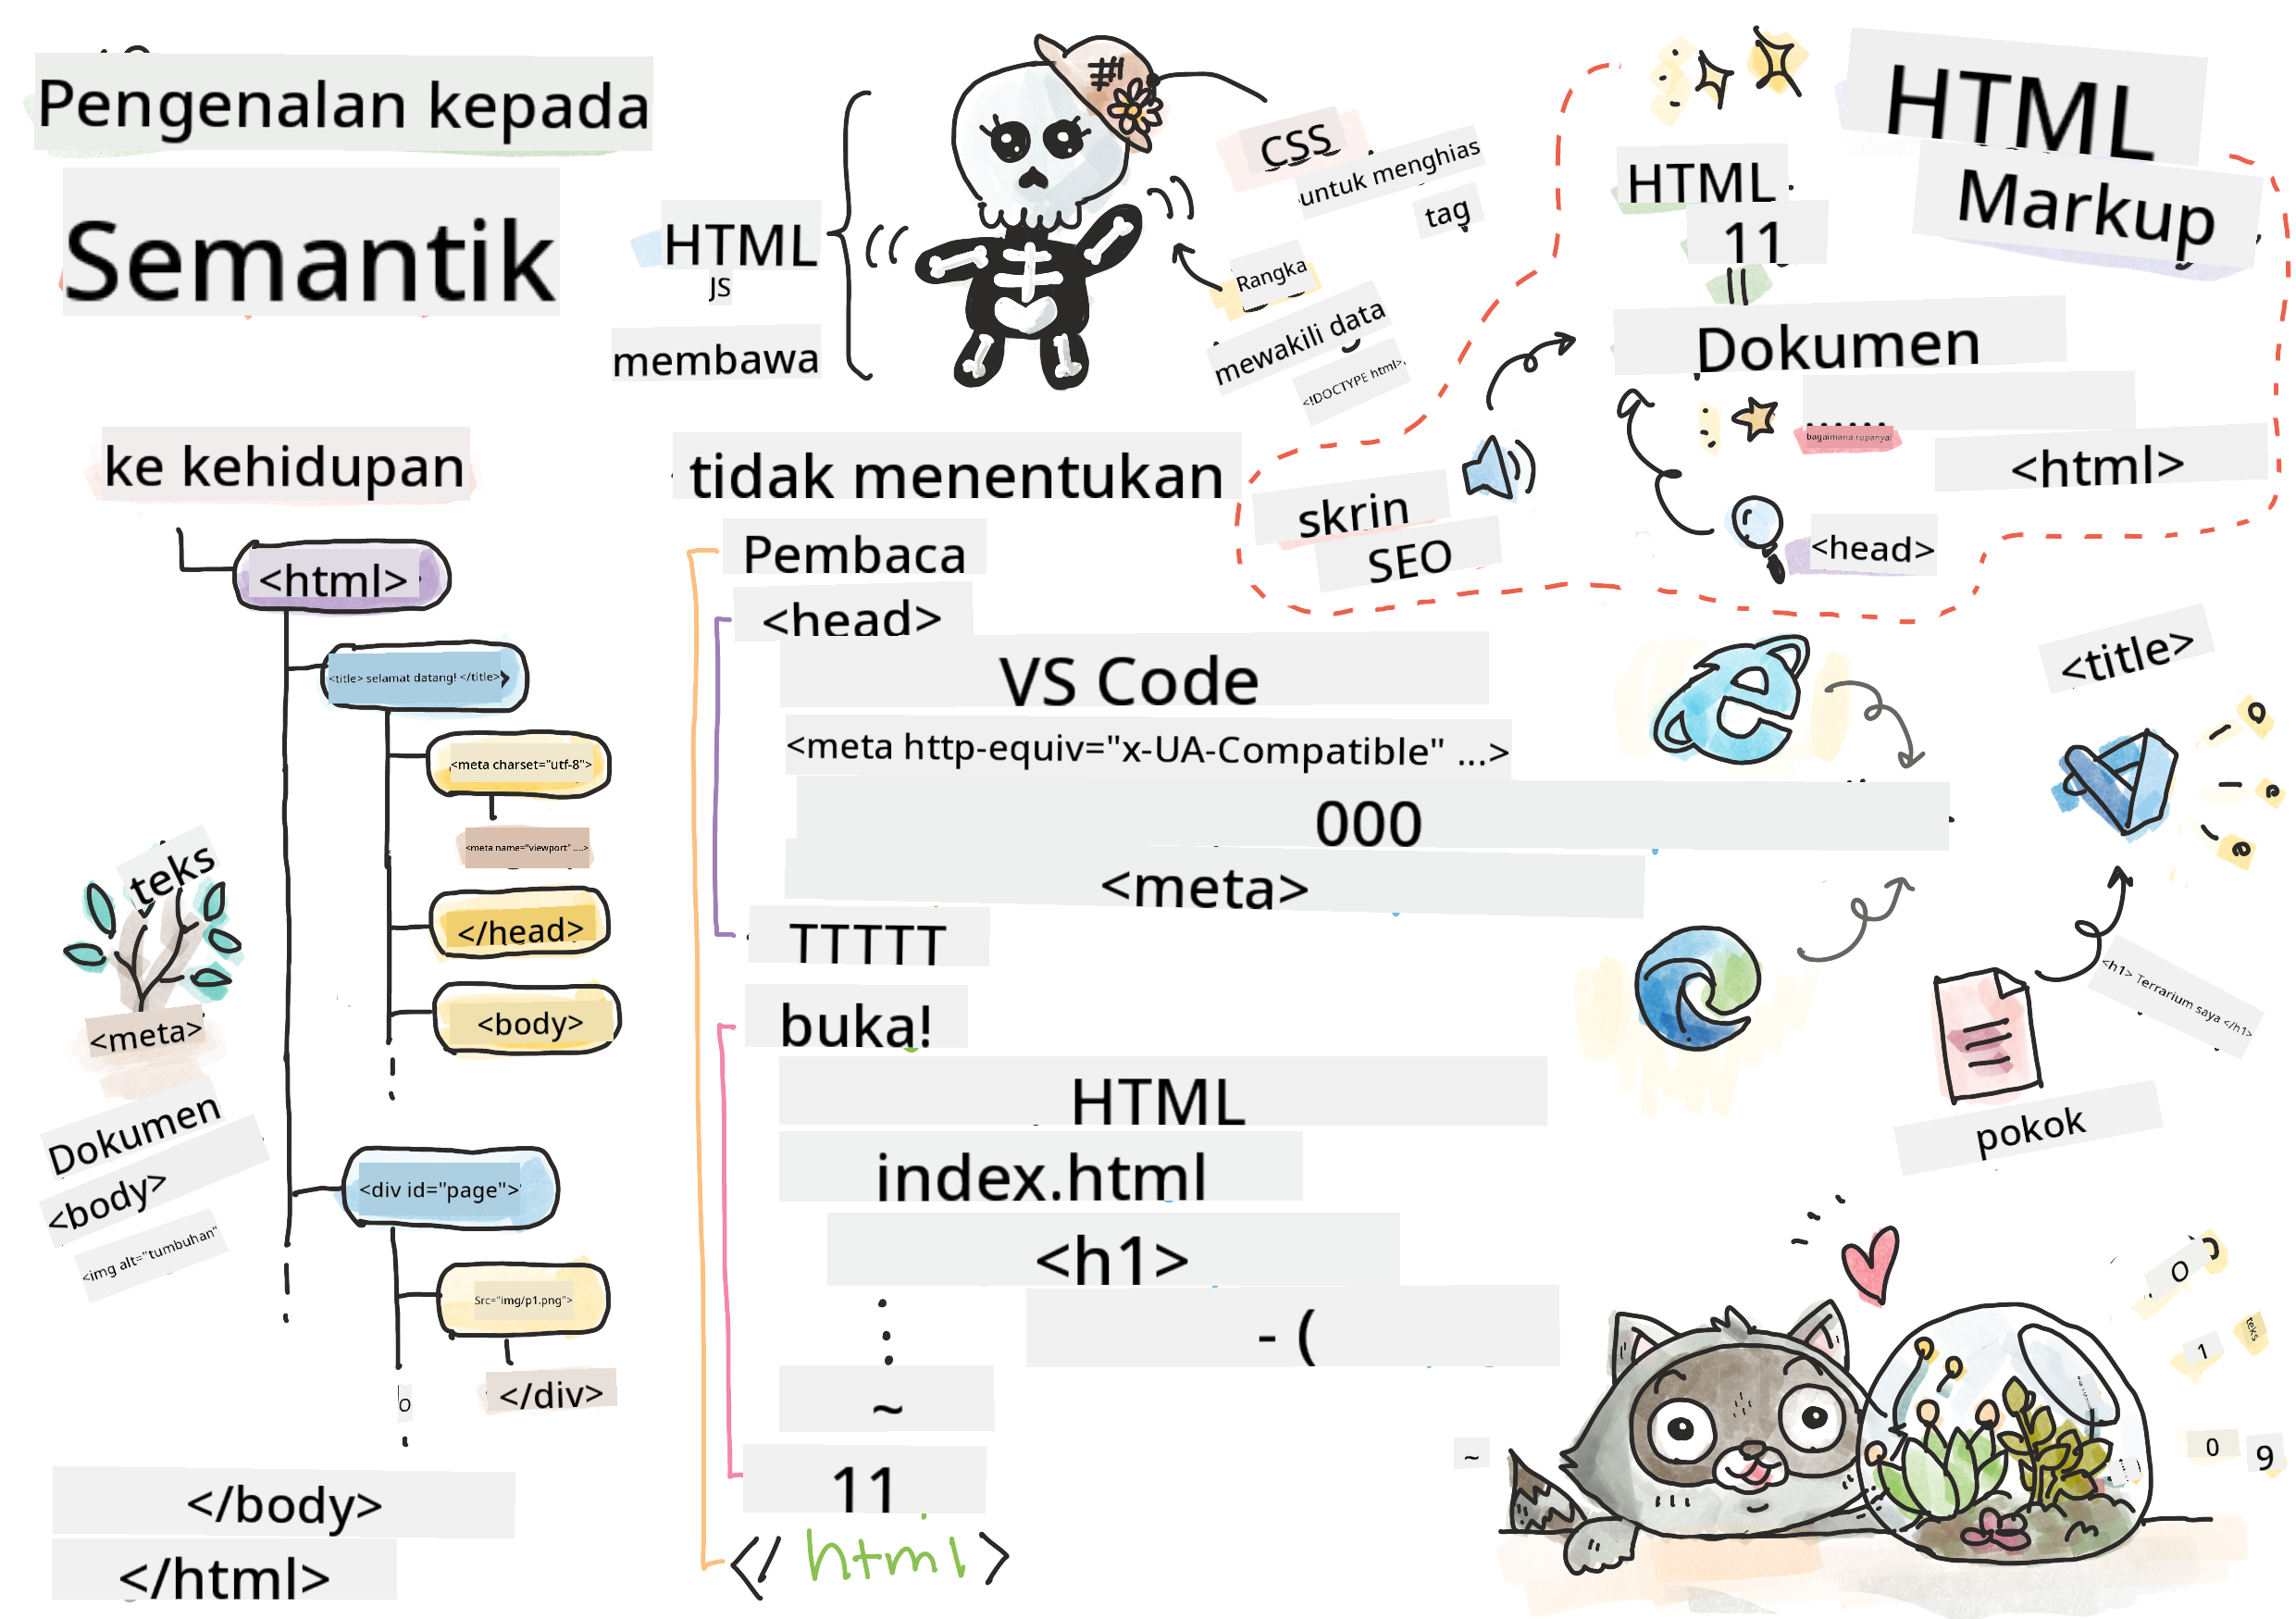 Pengenalan kepada
Semantik
HTML
JS
membawa
CSS
untuk menghias
tag
Rangka
mewakili data
<!DOCTYPE html>
HTML
Markup
HTML
11
Dokumen
......
bagaimana rupanya!
<html>
<head>
skrin
SEO
ke kehidupan
<html>
<title> selamat datang! </title>
<meta charset="utf-8">
<meta name="viewport" ....>
</head>
<body>
teks
<meta>
Dokumen
<body>
<img alt="tumbuhan"
<div id="page">
Src="img/p1.png">
</div>
o
</body>
</html>
tidak menentukan
Pembaca
<head>
VS Code
<meta http-equiv="x-UA-Compatible" ...>
000
<meta>
TTTTT
buka!
HTML
index.html
<h1>
- (
~
11
</ html>
<title>
<h1> Terrarium saya </h1>
pokok
O
teks
1
0
9
~